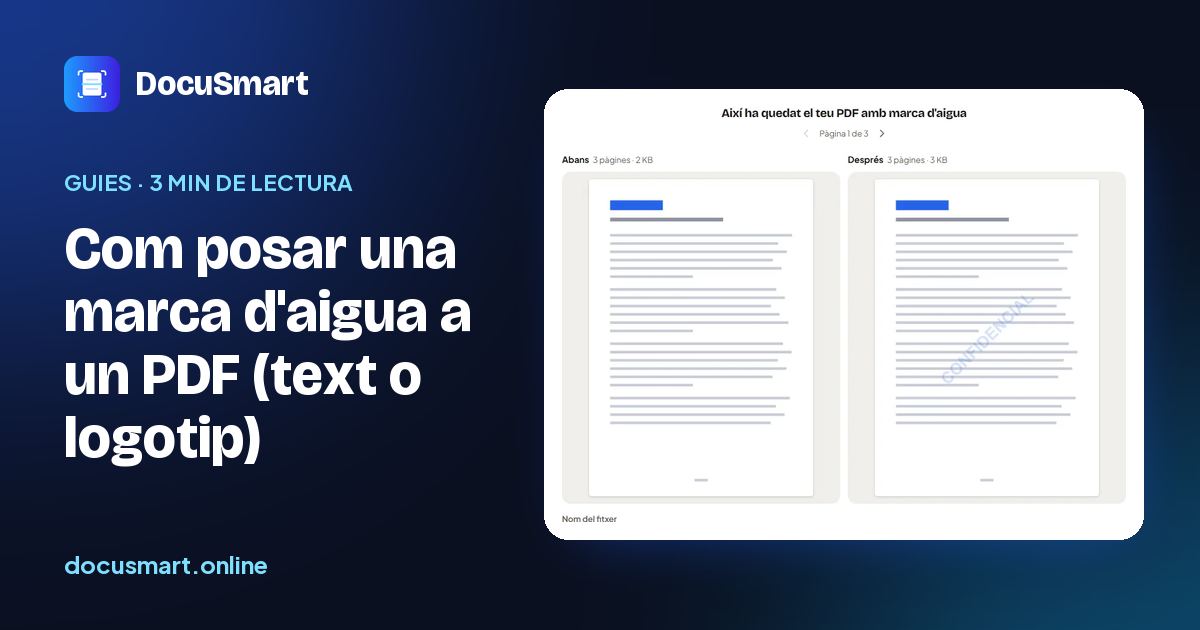 DocuSmart
GUIES · 3 MIN DE LECTURA
Com posar una
marca d'aigua a
un PDF (text o
logotip)
docusmart.online
Així ha quedat el teu PDF amb marca d'aigua
Pàgina 1 de 3
Abans 3 pàgines · 2 KB
Després 3 pàgines · 3 KB
CONFIDENCIAL
Nom del fitxer